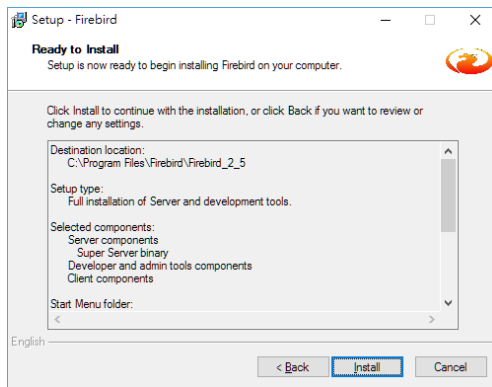 Setup - Firebird
Ready to Install
Setup is now ready to begin installing Firebird on your computer.
Click Install to continue with the installation, or click Back if you want to review or
change any settings.
Destination location:
C:\Program Files\Firebird\Firebird_2_5
Setup type:
Full installation of Server and development tools.
Selected components:
Server components
Super Server binary
Developer and admin tools components
Client components
Start Menu folder:
English
< Back
Install
Cancel